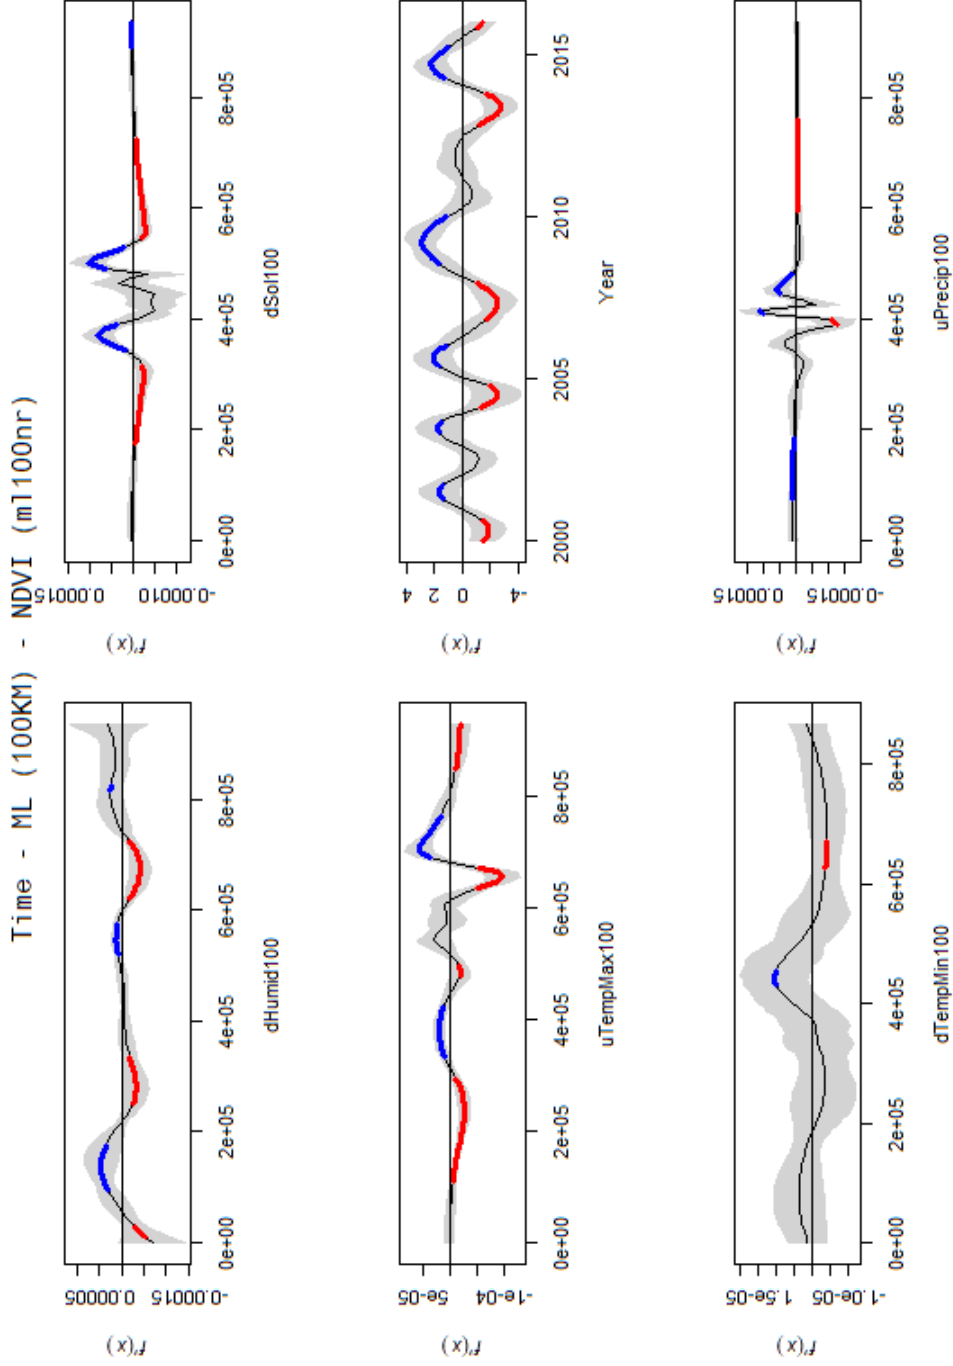 Time - ML (100KM) - NDVI (ml100nr)
f'(x)
-0.00015 0.00005
0e+00 2e+05 4e+05 6e+05 8e+05
dHumid100
f'(x)
-0.00010 0.00015
0e+00 2e+05 4e+05 6e+05 8e+05
dSol100
f'(x)
-1e-04 5e-05
0e+00 2e+05 4e+05 6e+05 8e+05
uTempMax100
f'(x)
-4 0 2 4
2000 2005 2010 2015
Year
f'(x)
-1.0e-05 1.5e-05
0e+00 2e+05 4e+05 6e+05 8e+05
dTempMin100
f'(x)
-0.00015 0.00015
0e+00 2e+05 4e+05 6e+05 8e+05
uPrecip100